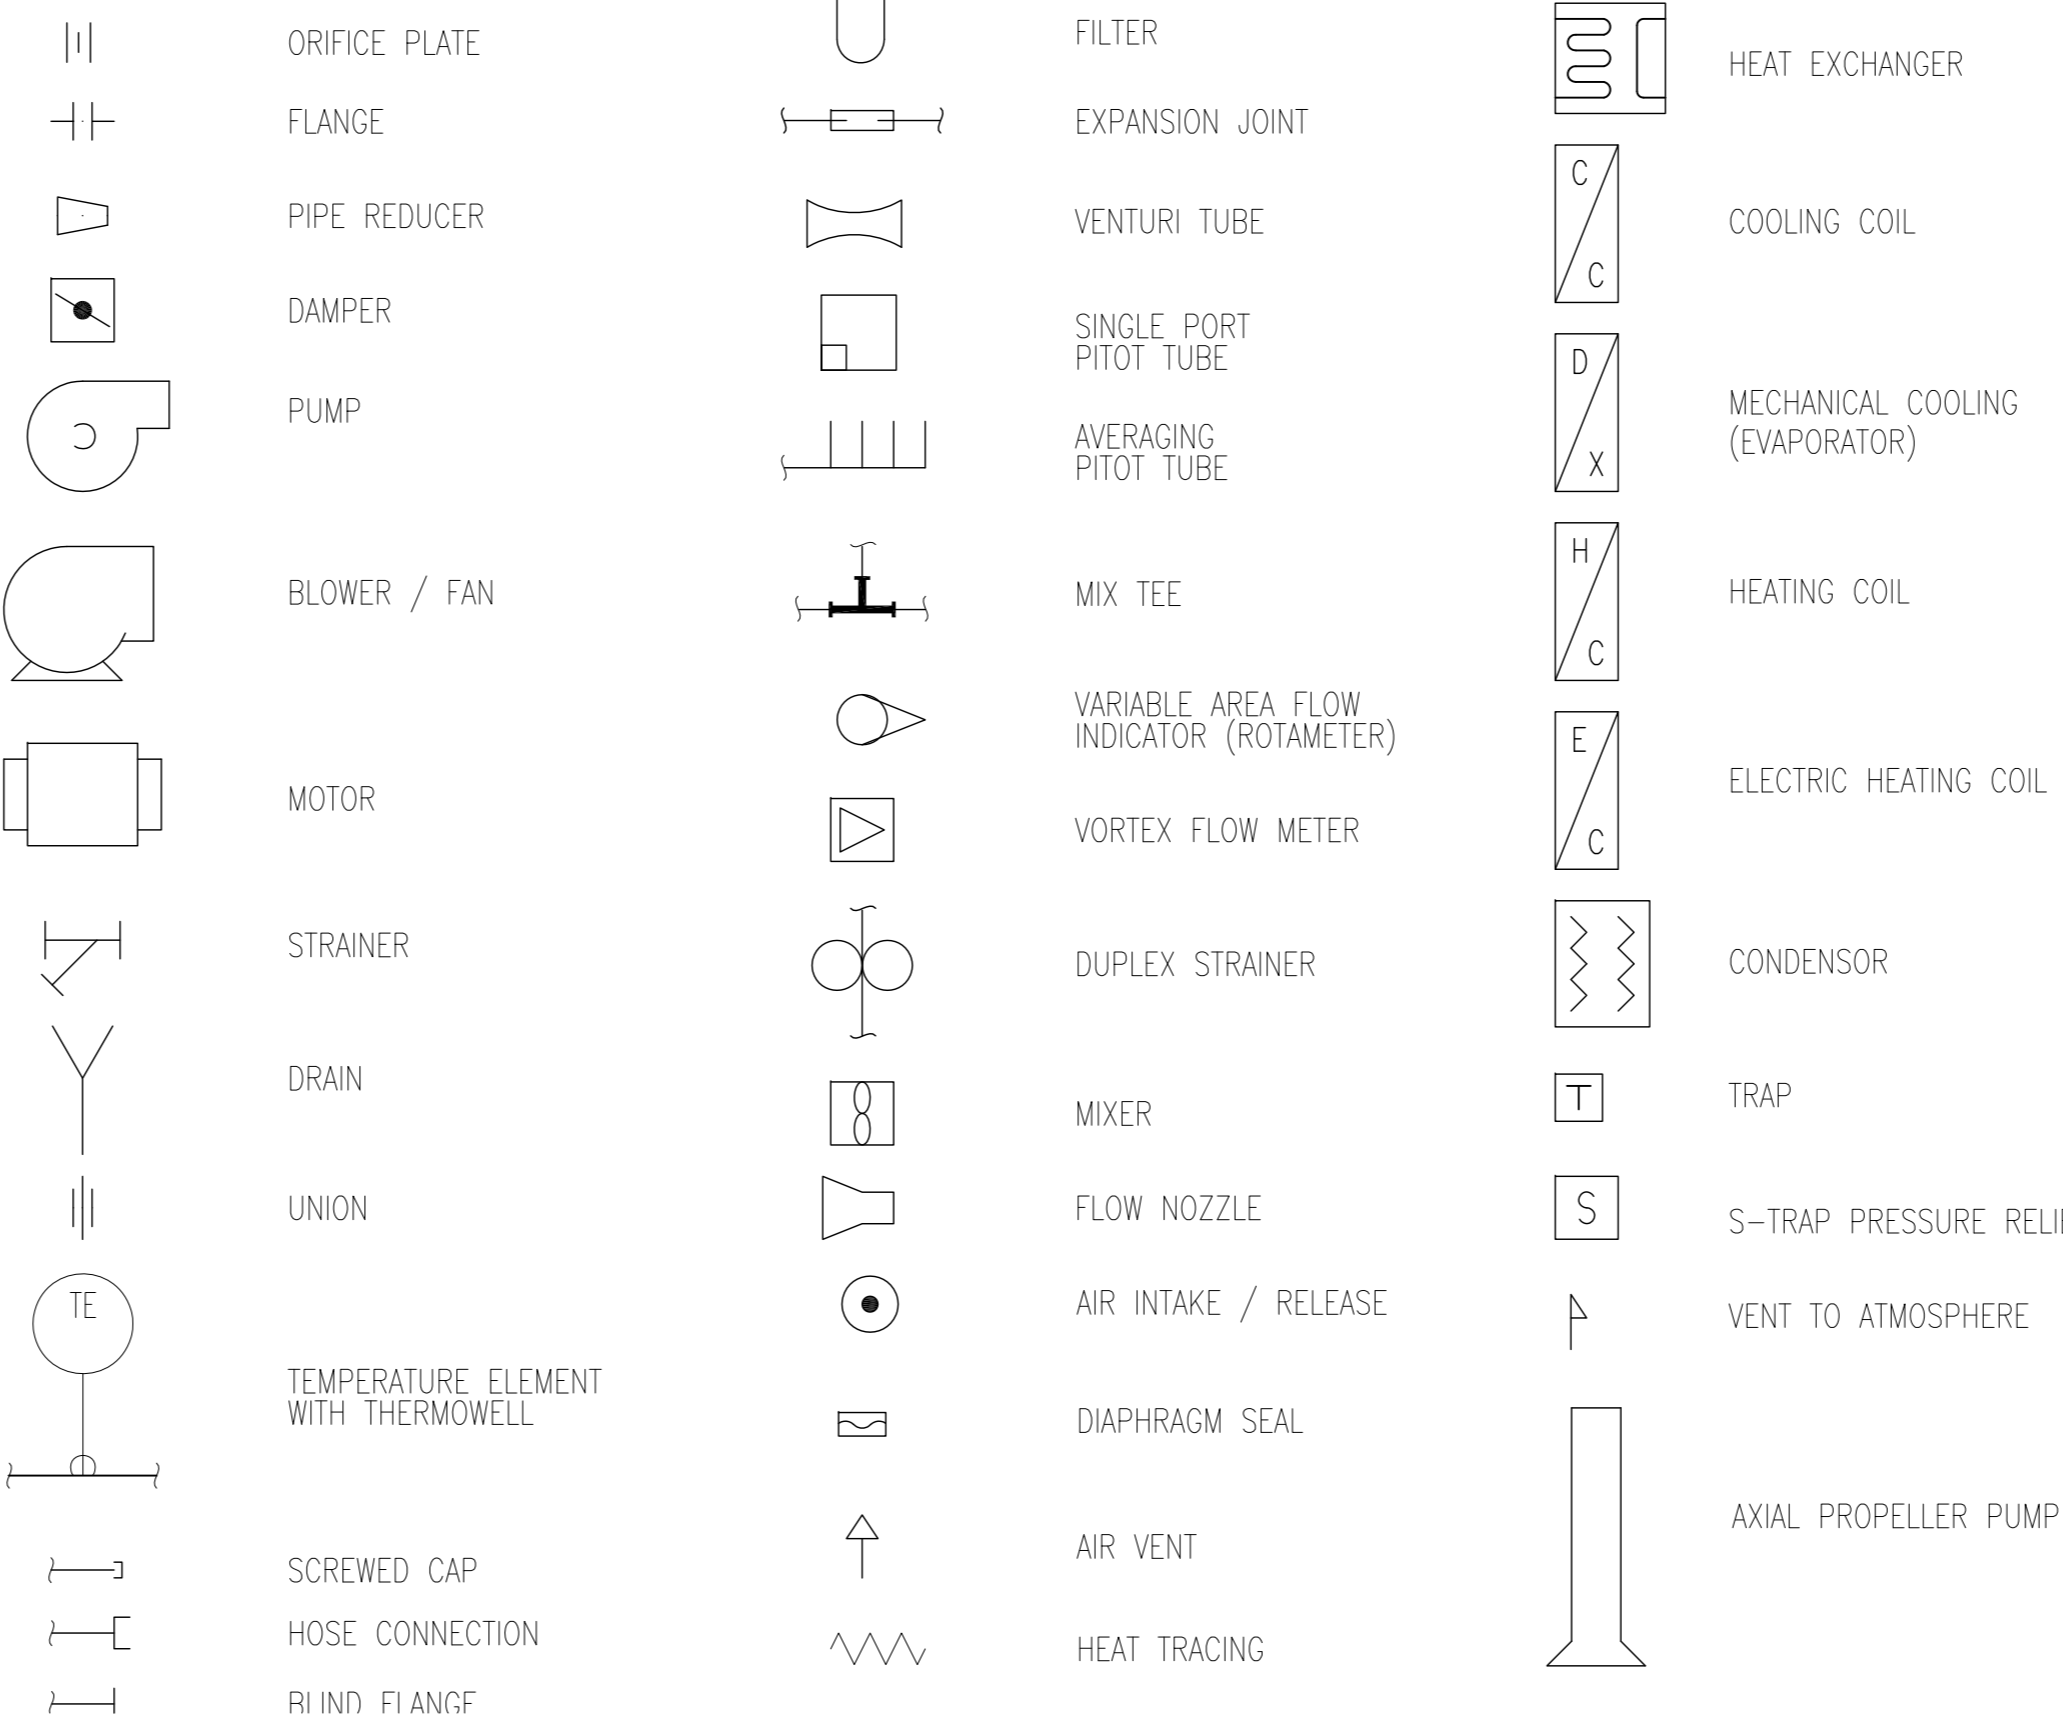 ORIFICE PLATE
FLANGE
PIPE REDUCER
DAMPER
PUMP
BLOWER / FAN
MOTOR
STRAINER
DRAIN
UNION
TE
TEMPERATURE ELEMENT
WITH THERMOWELL
SCREWED CAP
HOSE CONNECTION
BLIND FLANGE
FILTER
EXPANSION JOINT
VENTURI TUBE
SINGLE PORT
PITOT TUBE
AVERAGING
PITOT TUBE
MIX TEE
VARIABLE AREA FLOW
INDICATOR (ROTAMETER)
VORTEX FLOW METER
DUPLEX STRAINER
MIXER
FLOW NOZZLE
AIR INTAKE / RELEASE
DIAPHRAGM SEAL
AIR VENT
HEAT TRACING
HEAT EXCHANGER
C
C
COOLING COIL
D
X
MECHANICAL COOLING
(EVAPORATOR)
H
C
HEATING COIL
E
C
ELECTRIC HEATING COIL
CONDENSOR
T
TRAP
S
S-TRAP PRESSURE
VENT TO ATMOSPHERE
AXIAL PROPELLER PUMP